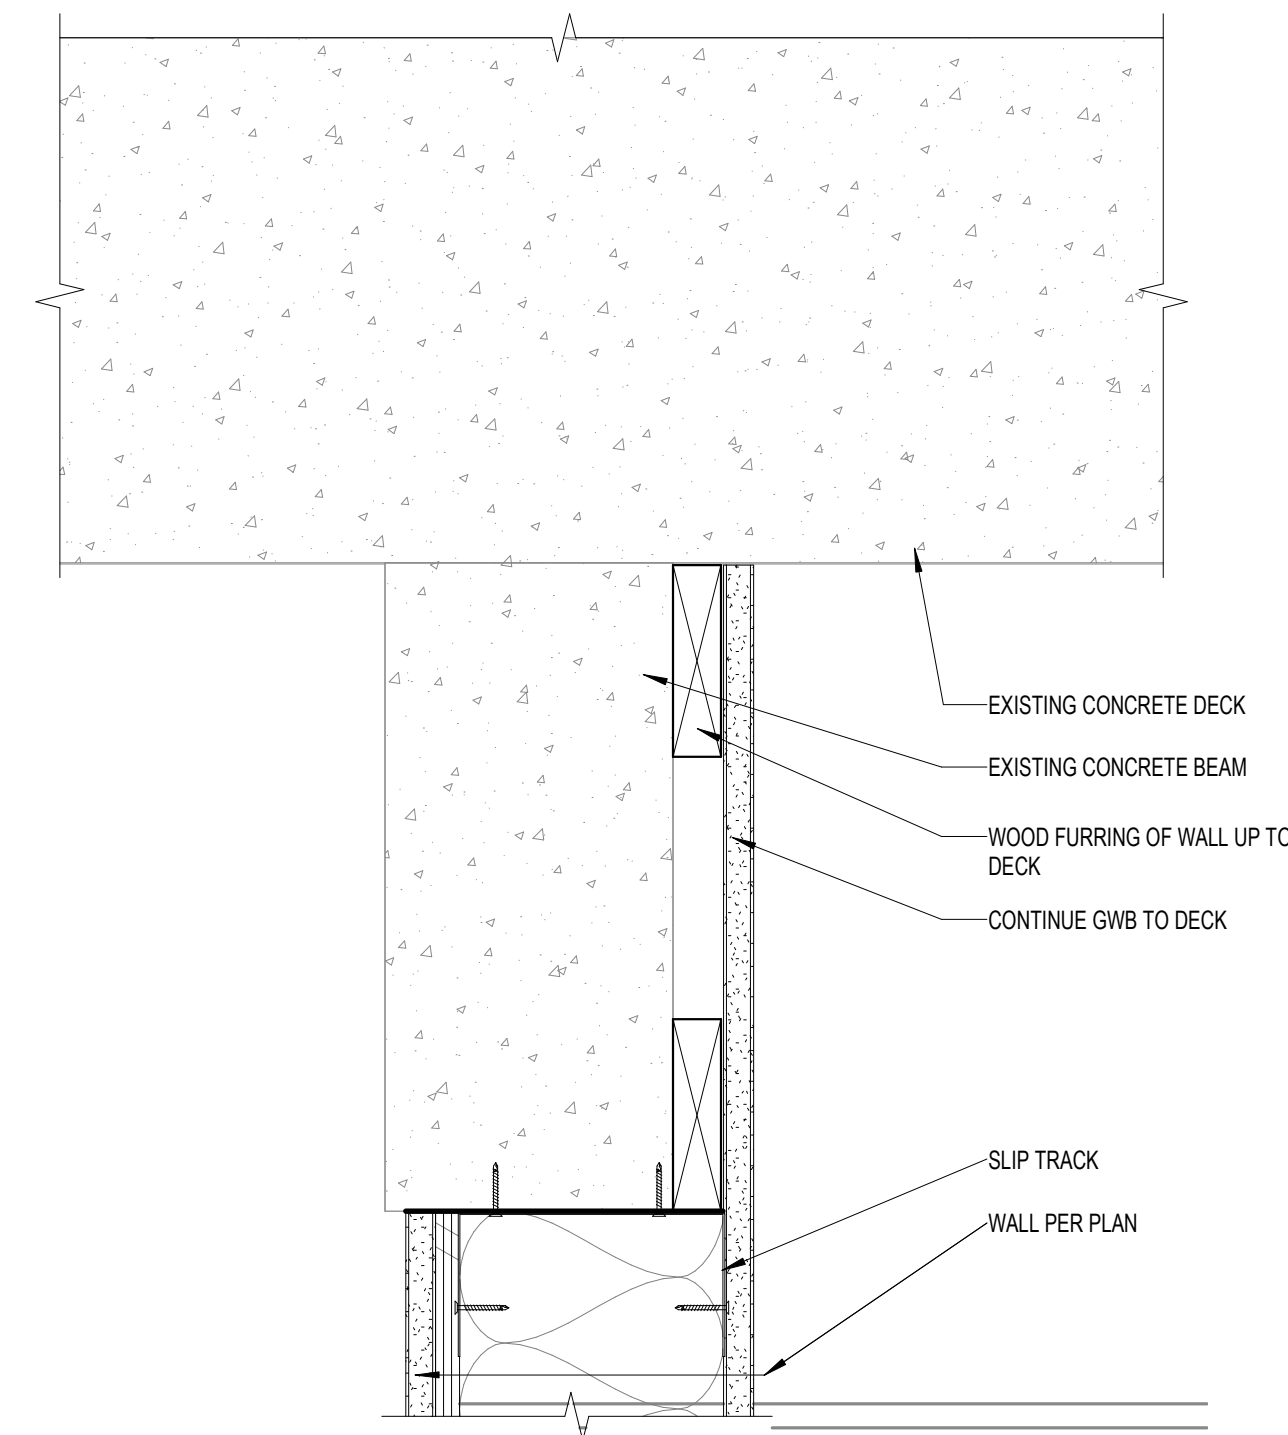 EXISTING CONCRETE DECK
EXISTING CONCRETE BEAM
WOOD FURRING OF WALL UP TO
DECK
CONTINUE GWB TO DECK
SLIP TRACK
WALL PER PLAN